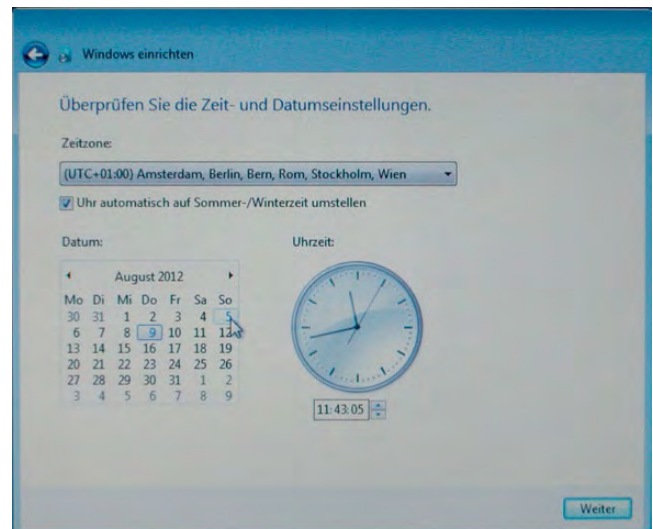 Windows einrichten
Überprüfen Sie die Zeit- und Datumseinstellungen.
Zeitzone:
(UTC+01:00) Amsterdam, Berlin, Bern, Rom, Stockholm, Wien
Uhr automatisch auf Sommer-/Winterzeit umstellen
Datum: Uhrzeit:
August 2012
Mo Di Mi Do Fr Sa So
30 31 1 2 3 4 5
6 7 8 9 10 11 12
13 14 15 16 17 18 19
20 21 22 23 24 25 26
27 28 29 30 31 1 2
3 4 5 6 7 8 9
11:43:05
Weiter